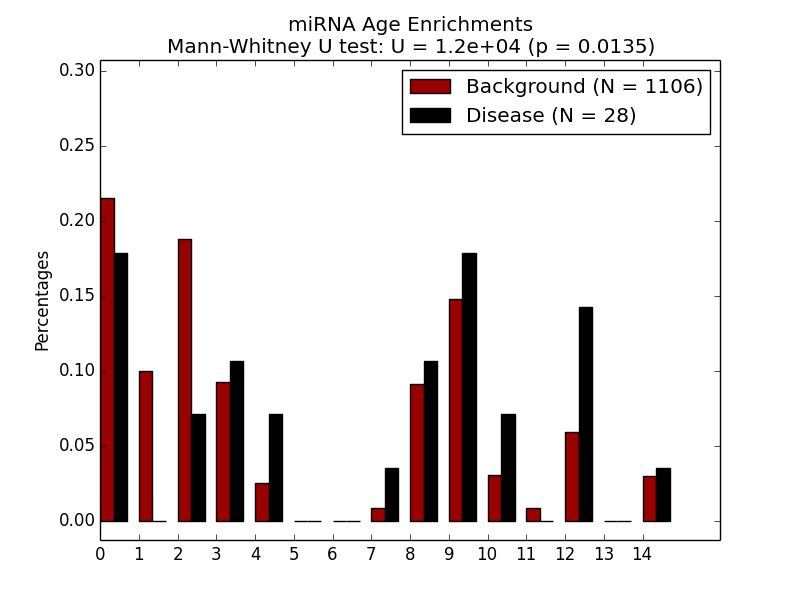 miRNA Age Enrichments
Mann-Whitney U test: U = 1.2e+04 (p = 0.0135)
Background (N = 1106)
Disease (N = 28)
Percentages
0.30
0.25
0.20
0.15
0.10
0.05
0.00
0 1 2 3 4 5 6 7 8 9 10 11 12 13 14